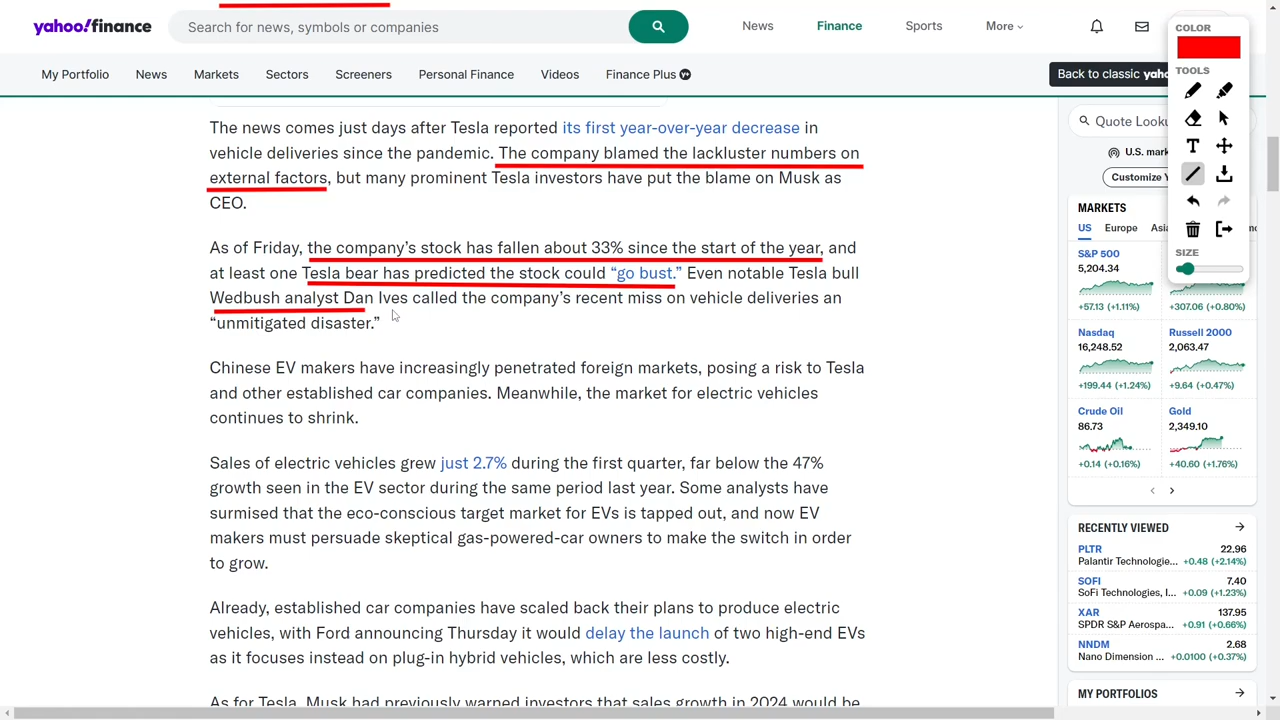 yahoo!finance
Search for news, symbols or companies
News
Finance
Sports
More
My Portfolio
News
Markets
Sectors
Screeners
Personal Finance
Videos
Finance Plus
Back to classic
COLOR
TOOLS
T
SIZE
The news comes just days after Tesla reported its first year-over-year decrease in
vehicle deliveries since the pandemic. The company blamed the lackluster numbers on
external factors, but many prominent Tesla investors have put the blame on Musk as
CEO.
As of Friday, the company's stock has fallen about 33% since the start of the year, and
at least one Tesla bear has predicted the stock could “go bust.” Even notable Tesla bull
Wedbush analyst Dan Ives called the company's recent miss on vehicle deliveries an
“unmitigated disaster.”
Chinese EV makers have increasingly penetrated foreign markets, posing a risk to Tesla
and other established car companies. Meanwhile, the market for electric vehicles
continues to shrink.
Sales of electric vehicles grew just 2.7% during the first quarter, far below the 47%
growth seen in the EV sector during the same period last year. Some analysts have
surmised that the eco-conscious target market for EVs is tapped out, and now EV
makers must persuade skeptical gas-powered-car owners to make the switch in order
to grow.
Already, established car companies have scaled back their plans to produce electric
vehicles, with Ford announcing Thursday it would delay the launch of two high-end EVs
as it focuses instead on plug-in hybrid vehicles, which are less costly.
As for Tesla, Musk had previously warned investors that sales growth in 2024 would be
Quote
U.S.
Customize
MARKETS
US
Europe
S&P 500
5,204.34
+57.13 (+1.11%)
+307.06 (+0.80%)
Nasdaq
16,248.52
+199.44 (+1.24%)
Russell 2000
2,063.47
+9.64 (+0.47%)
Crude Oil
86.73
+0.14 (+0.16%)
Gold
2,349.10
+40.60 (+1.76%)
RECENTLY VIEWED
PLTR 22.96
Palantir Technologie... +0.48 (+2.14%)
SOFI 7.40
SoFi Technologies, I... +0.09 (+1.23%)
XAR 137.95
SPDR S&P Aerospa... +0.91 (+0.66%)
NNDM 2.68
Nano Dimension ... +0.0100 (+0.37%)
MY PORTFOLIOS